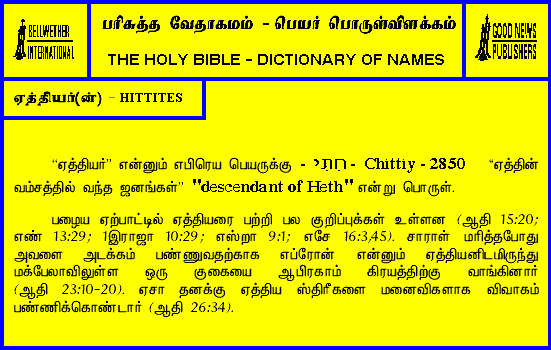 BELLWETHER
INTERNATIONAL
பரிசுத்த வேதாகமம் - பெயர் பொருள்விளக்கம்
THE HOLY BIBLE - DICTIONARY OF NAMES
GOOD NEWS
PUBLISHERS
ஏத்தியர்(ன்) - HITTITES
“ஏத்தியர்” என்னும் எபிரெய பெயருக்கு - חתי - Chittiy - 2850 “ஏத்தின்
வம்சத்தில் வந்த ஜனங்கள்” "descendant of Heth" என்று பொருள்.
பழைய ஏற்பாட்டில் ஏத்தியரை பற்றி பல குறிப்புக்கள் உள்ளன (ஆதி 15:20;
எண் 13:29; 1இராஜா 10:29; எஸ்றா 9:1; எசே 16:3,45). சாராள் மரித்தபோது
அவளை அடக்கம் பண்ணுவதற்காக எப்ரோன் என்னும் ஏத்தியனிடமிருந்து
மக்பேலாவிலுள்ள ஒரு குகையை ஆபிரகாம் கிரயத்திற்கு வாங்கினார்
(ஆதி 23:10-20). ஏசா தனக்கு ஏத்திய ஸ்திரீகளை மனைவிகளாக விவாகம்
பண்ணிக்கொண்டார் (ஆதி 26:34).